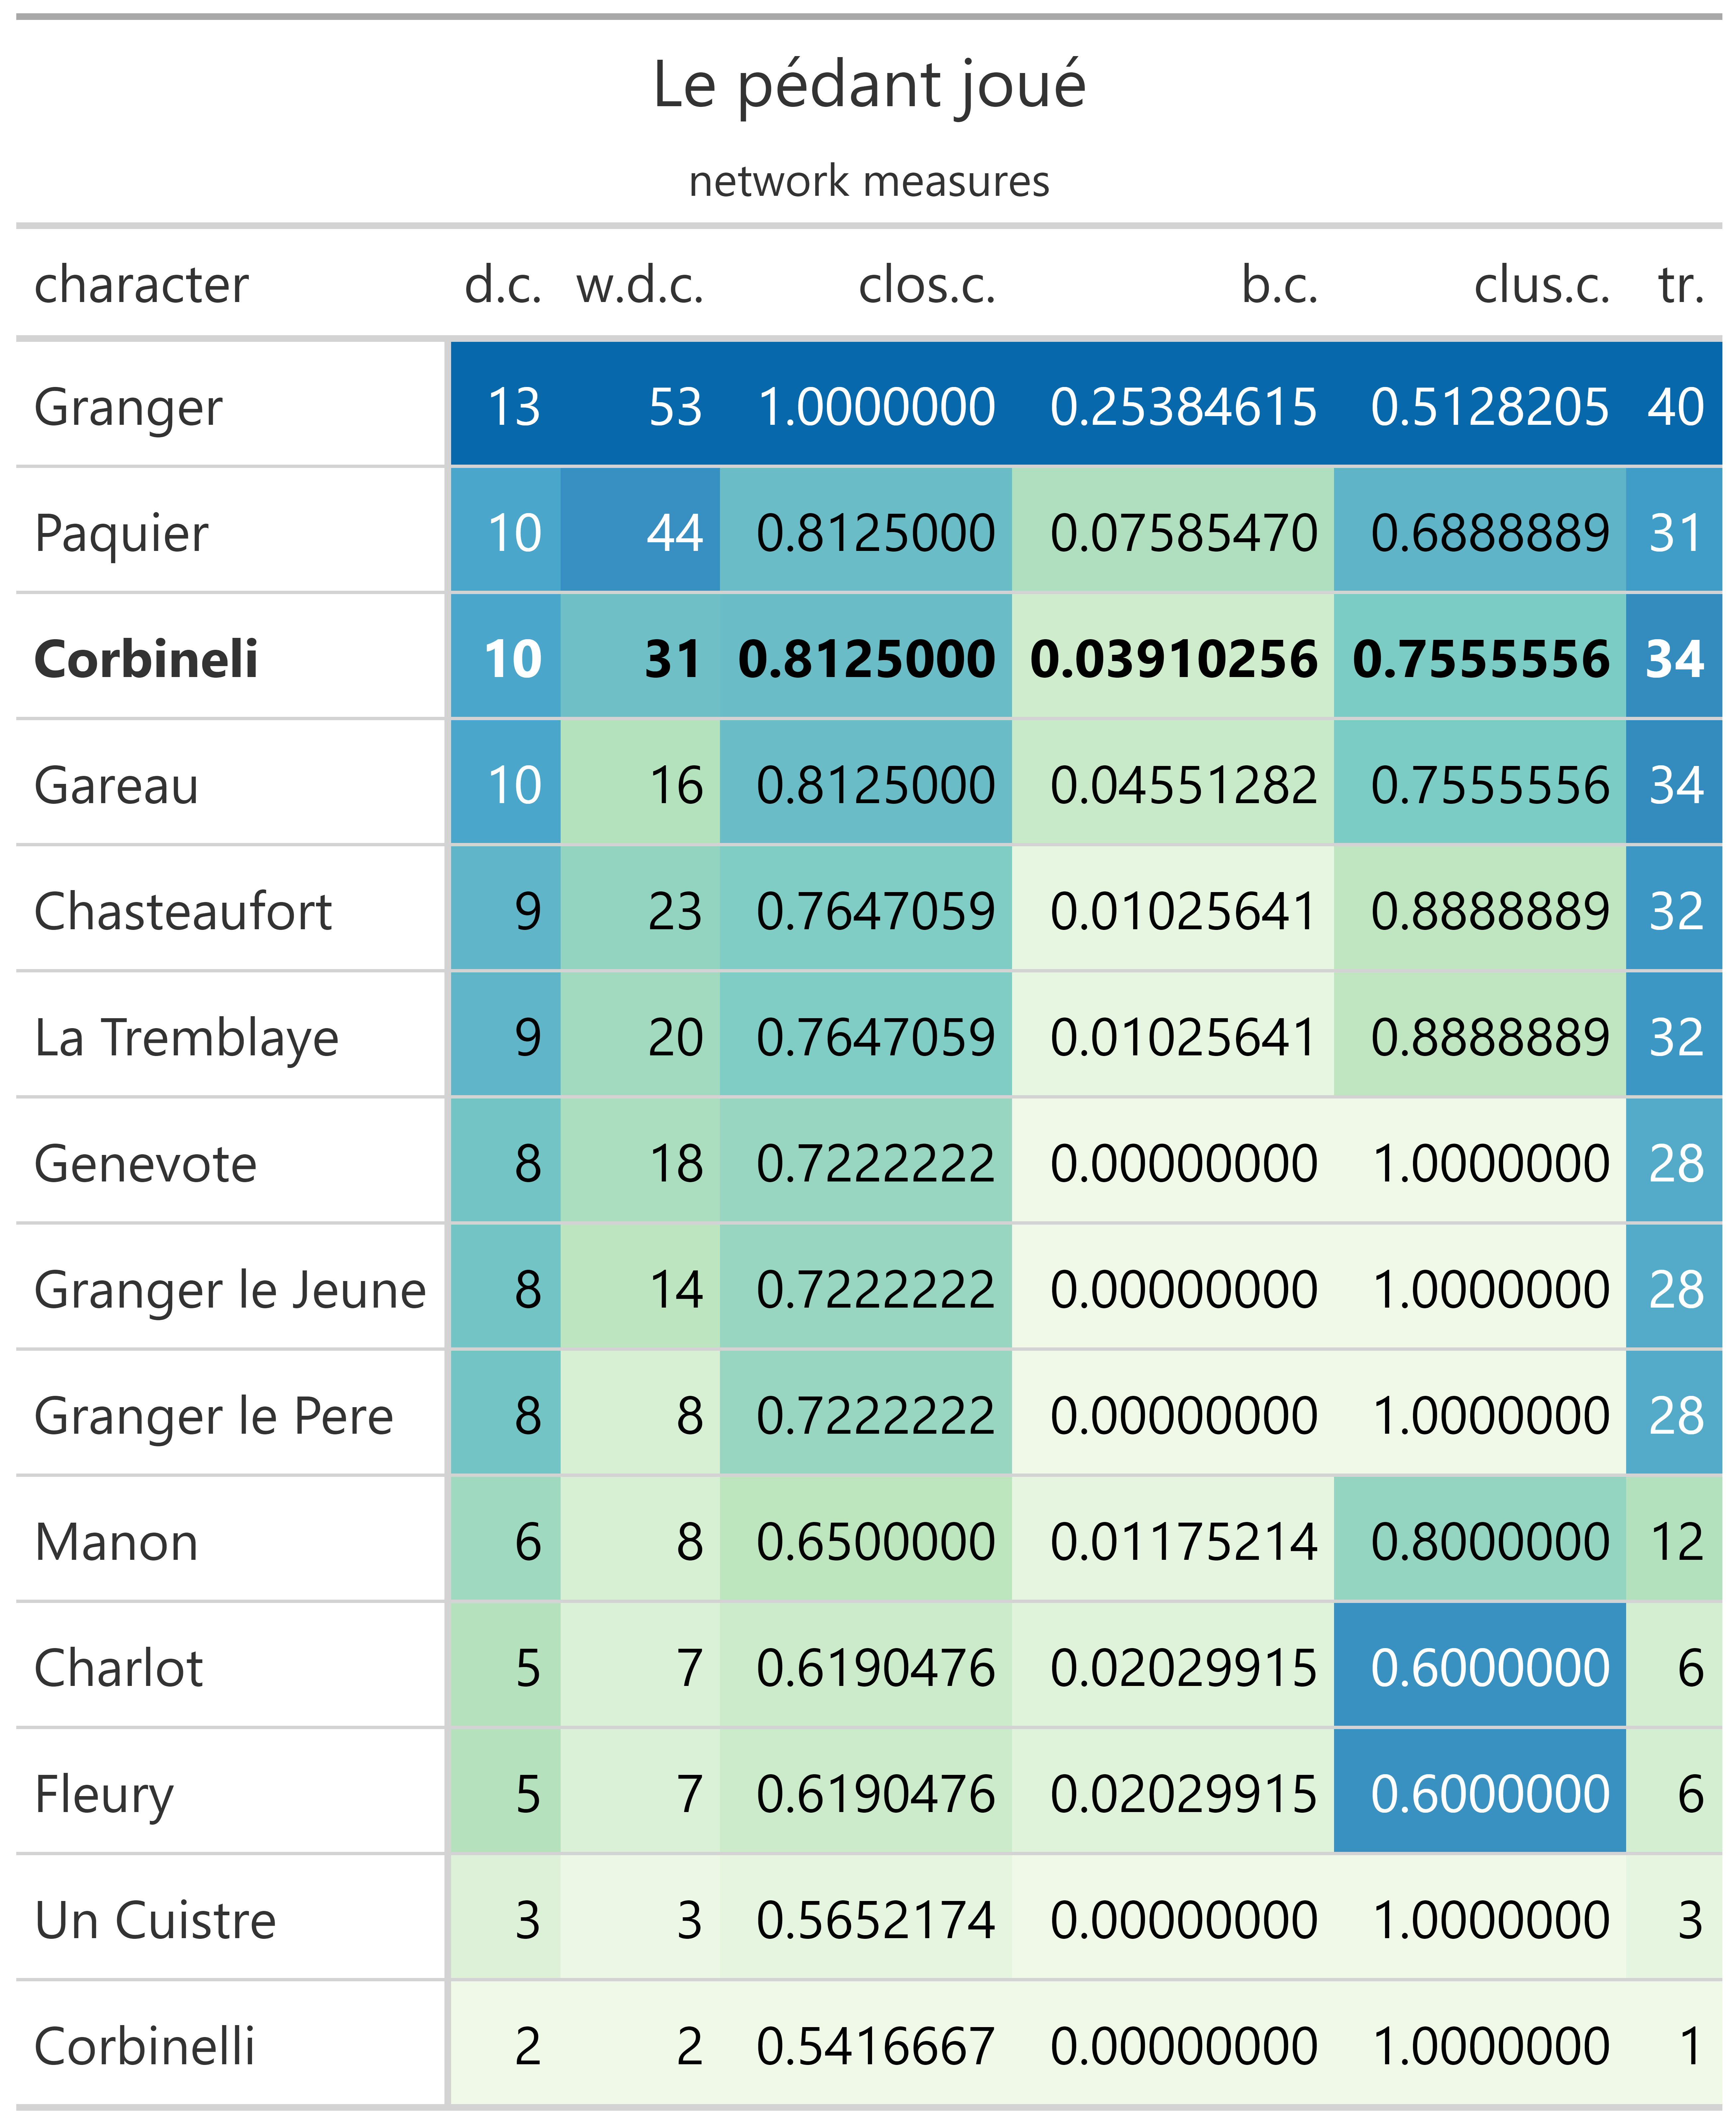 Le pédant joué
network measures
character d.c. w.d.c. clos.c. b.c. clus.c. tr.
Granger 13 53 1.0000000 0.25384615 0.5128205 40
Paquier 10 44 0.8125000 0.07585470 0.6888889 31
Corbineli 10 31 0.8125000 0.03910256 0.7555556 34
Gareau 10 16 0.8125000 0.04551282 0.7555556 34
Chasteaufort 9 23 0.7647059 0.01025641 0.8888889 32
La Tremblaye 9 20 0.7647059 0.01025641 0.8888889 32
Genevote 8 18 0.7222222 0.00000000 1.0000000 28
Granger le Jeune 8 14 0.7222222 0.00000000 1.0000000 28
Granger le Pere 8 8 0.7222222 0.00000000 1.0000000 28
Manon 6 8 0.6500000 0.01175214 0.8000000 12
Charlot 5 7 0.6190476 0.02029915 0.6000000 6
Fleury 5 7 0.6190476 0.02029915 0.6000000 6
Un Cuistre 3 3 0.5652174 0.00000000 1.0000000 3
Corbinelli 2 2 0.5416667 0.00000000 1.0000000 1